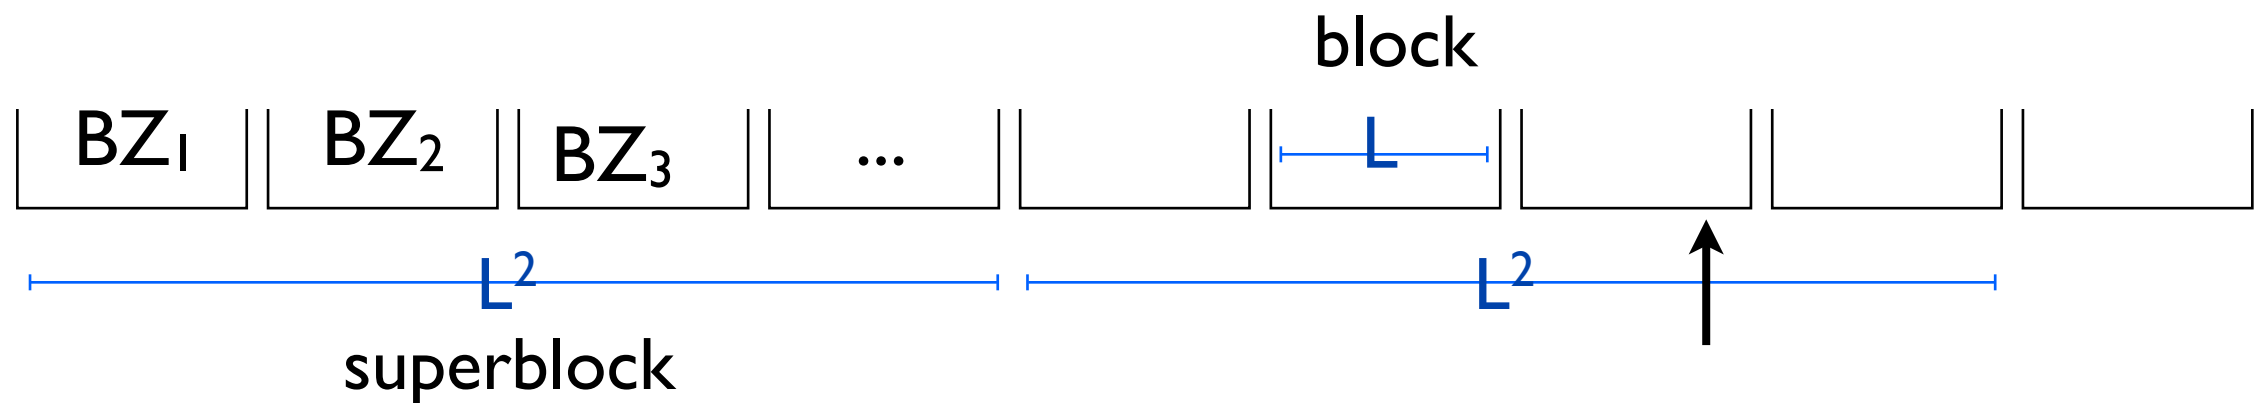 block
BZ₁ BZ₂ BZ₃ ... L
L² L²
superblock